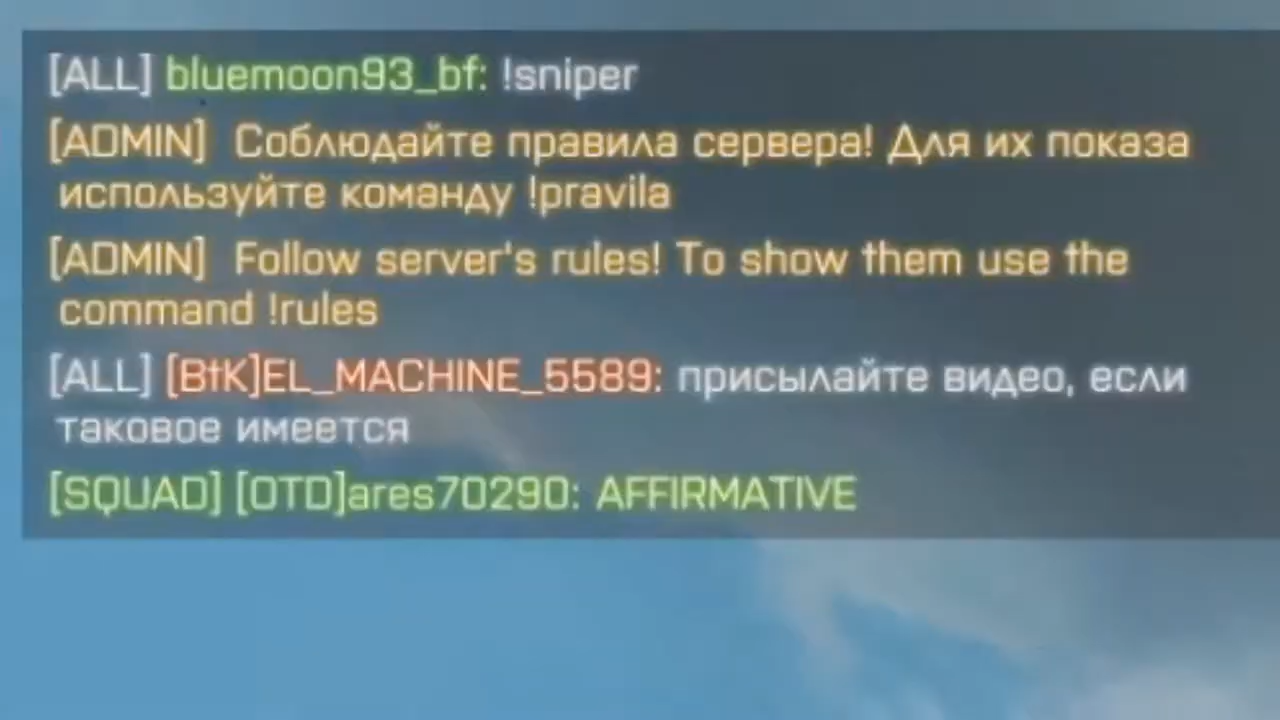 [ALL] bluemoon93_bf: !sniper
[ADMIN] Соблюдайте правила сервера! Для их показа
используйте команду !pravila
[ADMIN] Follow server's rules! To show them use the
command !rules
[ALL] [BtK]EL_MACHINE_5589: присылайте видео, если
таковое имеется
[SQUAD] [OTD]ares70290: AFFIRMATIVE